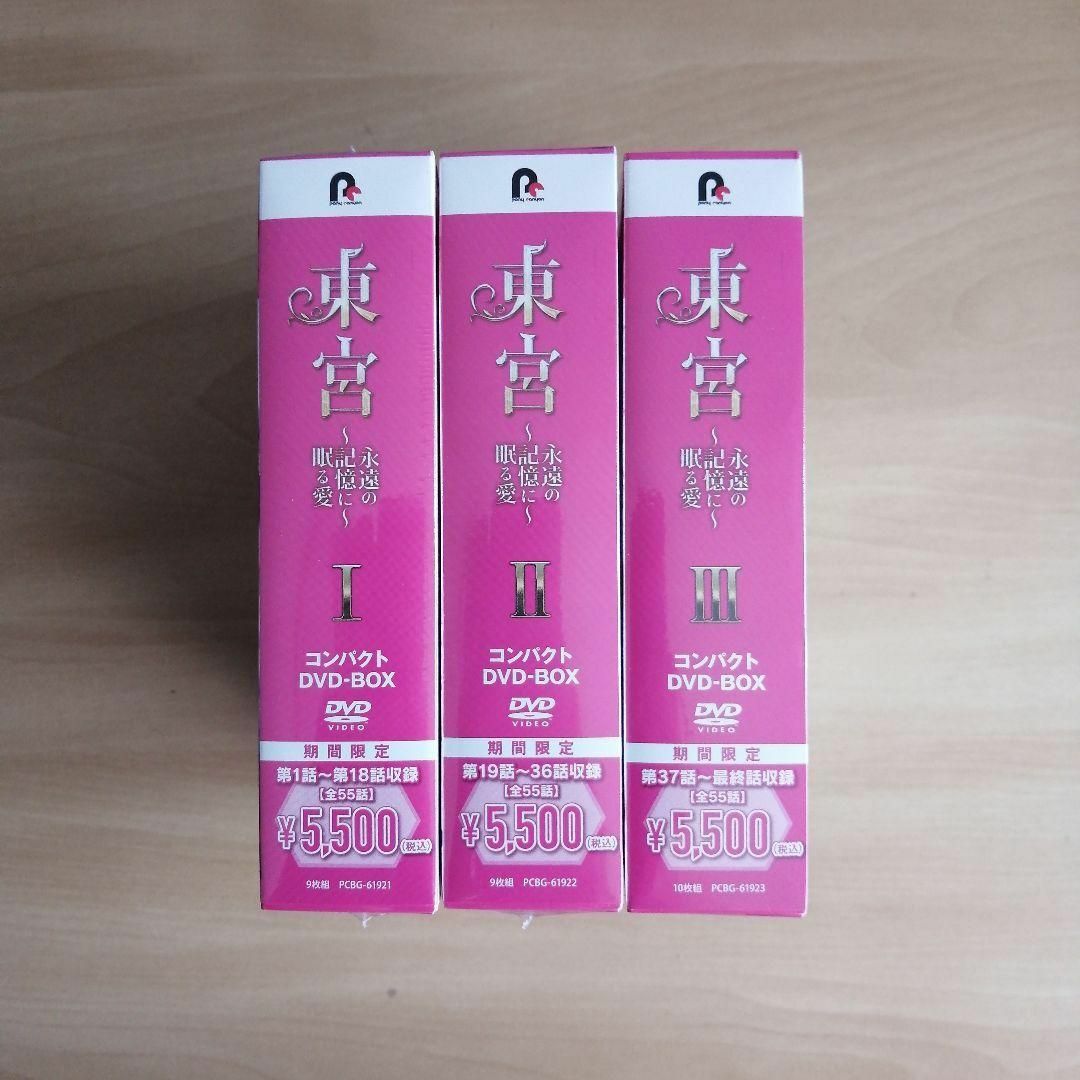 pony canyon
東宮
〜永遠の
記憶に〜
眠る愛
I
コンパクト
DVD-BOX
DVD
VIDEO
期間限定
第1話〜第18話収録
【全55話】
¥5,500(税込)
9枚組 PCBG-61921
pony canyon
東宮
〜永遠の
記憶に〜
眠る愛
II
コンパクト
DVD-BOX
DVD
VIDEO
期間限定
第19話〜36話収録
【全55話】
¥5,500(税込)
9枚組 PCBG-61922
pony canyon
東宮
〜永遠の
記憶に〜
眠る愛
III
コンパクト
DVD-BOX
DVD
VIDEO
期間限定
第37話〜最終話収録
【全55話】
¥5,500(税込)
10枚組 PCBG-61923